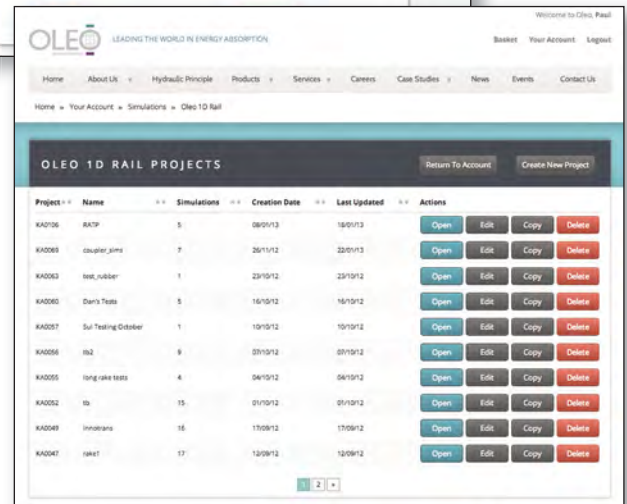 Welcome to Oleo, Paul
OLEO LEADING THE WORLD IN ENERGY ABSORPTION Basket Your Account Logout
Home About Us Hydraulic Principle Products Services Careers Case Studies News Events Contact Us
Home » Your Account » Simulations » Oleo 1D Rail
OLEO 1D RAIL PROJECTS Return To Account Create New Project
Project Name Simulations Creation Date Last Updated Actions
KA0106 RATP 5 08/01/13 18/01/13 Open Edit Copy Delete
KA0069 coupler_sims 7 26/11/12 22/01/13 Open Edit Copy Delete
KA0063 test_rubber 1 23/10/12 23/10/12 Open Edit Copy Delete
KA0060 Dan's Tests 5 16/10/12 16/10/12 Open Edit Copy Delete
KA0057 Sui Testing October 1 10/10/12 10/10/12 Open Edit Copy Delete
KA0056 tb2 9 07/10/12 07/10/12 Open Edit Copy Delete
KA0055 long rake tests 4 04/10/12 04/10/12 Open Edit Copy Delete
KA0052 tb 15 01/10/12 01/10/12 Open Edit Copy Delete
KA0049 innotrans 16 17/09/12 17/09/12 Open Edit Copy Delete
KA0047 rake1 17 12/09/12 12/09/12 Open Edit Copy Delete
1 2 »